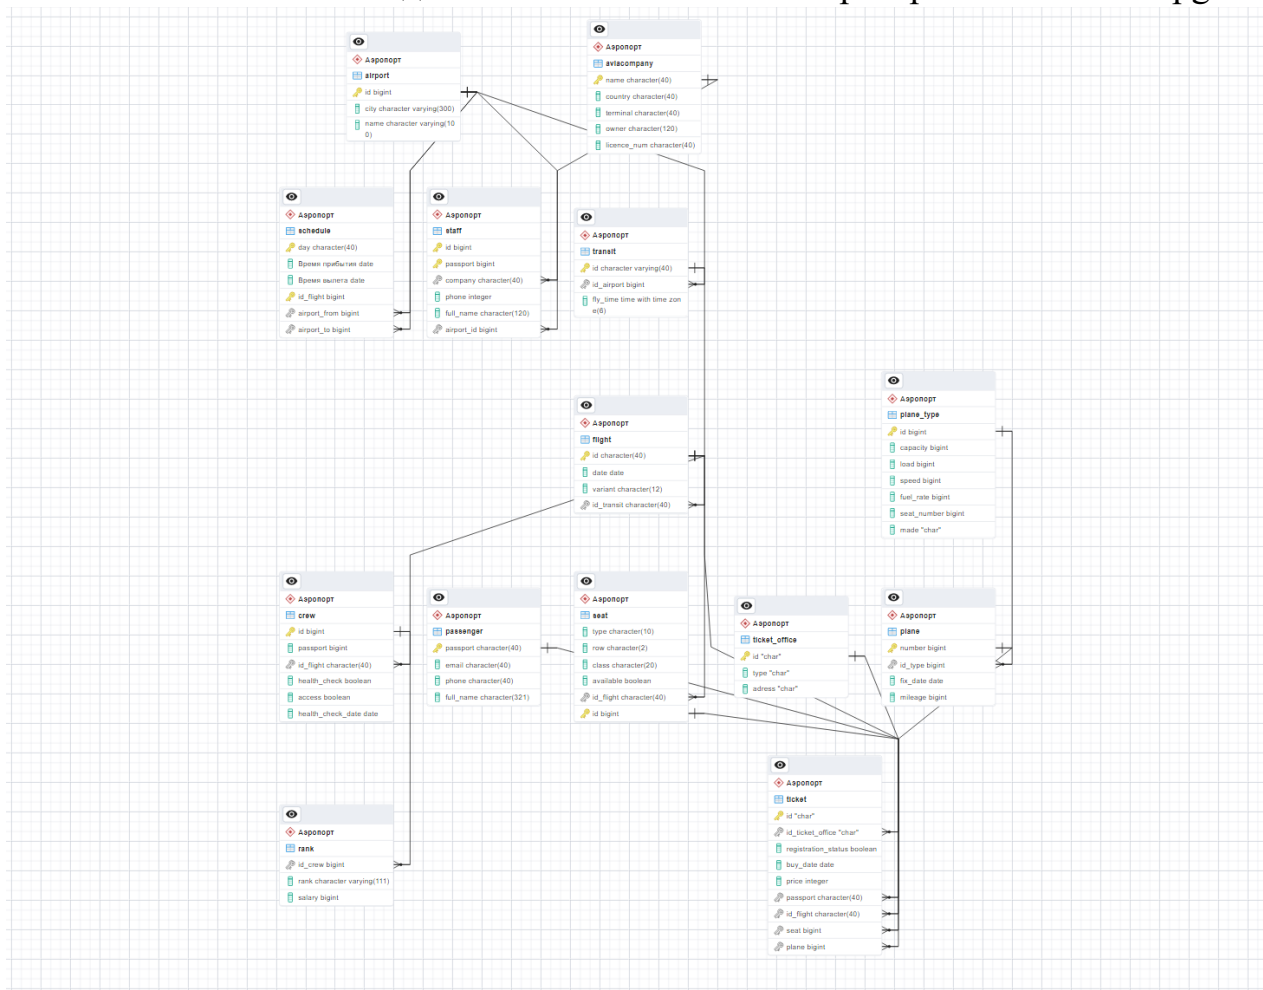 Аэропорт
airport
id bigint
city character varying(300)
name character varying(10
0)
Аэропорт
aviacompany
name character(40)
country character(40)
terminal character(40)
owner character(120)
licence_num character(40)
Аэропорт
schedule
day character(40)
Время прибытия date
Время вылета date
id_flight bigint
airport_from bigint
airport_to bigint
Аэропорт
staff
id bigint
passport bigint
company character(40)
phone integer
full_name character(120)
airport_id bigint
Аэропорт
transit
id character varying(40)
id_airport bigint
fly_time time with time zon
e(6)
Аэропорт
flight
id character(40)
date date
variant character(12)
id_transit character(40)
Аэропорт
plane_type
id bigint
capacity bigint
load bigint
speed bigint
fuel_rate bigint
seat_number bigint
made "char"
Аэропорт
crew
id bigint
passport bigint
id_flight character(40)
health_check boolean
access boolean
health_check_date date
Аэропорт
passenger
passport character(40)
email character(40)
phone character(40)
full_name character(321)
Аэропорт
seat
type character(10)
row character(2)
class character(20)
available boolean
id_flight character(40)
id bigint
Аэропорт
ticket_office
id "char"
type "char"
adress "char"
Аэропорт
plane
number bigint
id_type bigint
fix_date date
mileage bigint
Аэропорт
rank
id_crew bigint
rank character varying(111)
salary bigint
Аэропорт
ticket
id "char"
id_ticket_office "char"
registration_status boolean
buy_date date
price integer
passport character(40)
id_flight character(40)
seat bigint
plane bigint